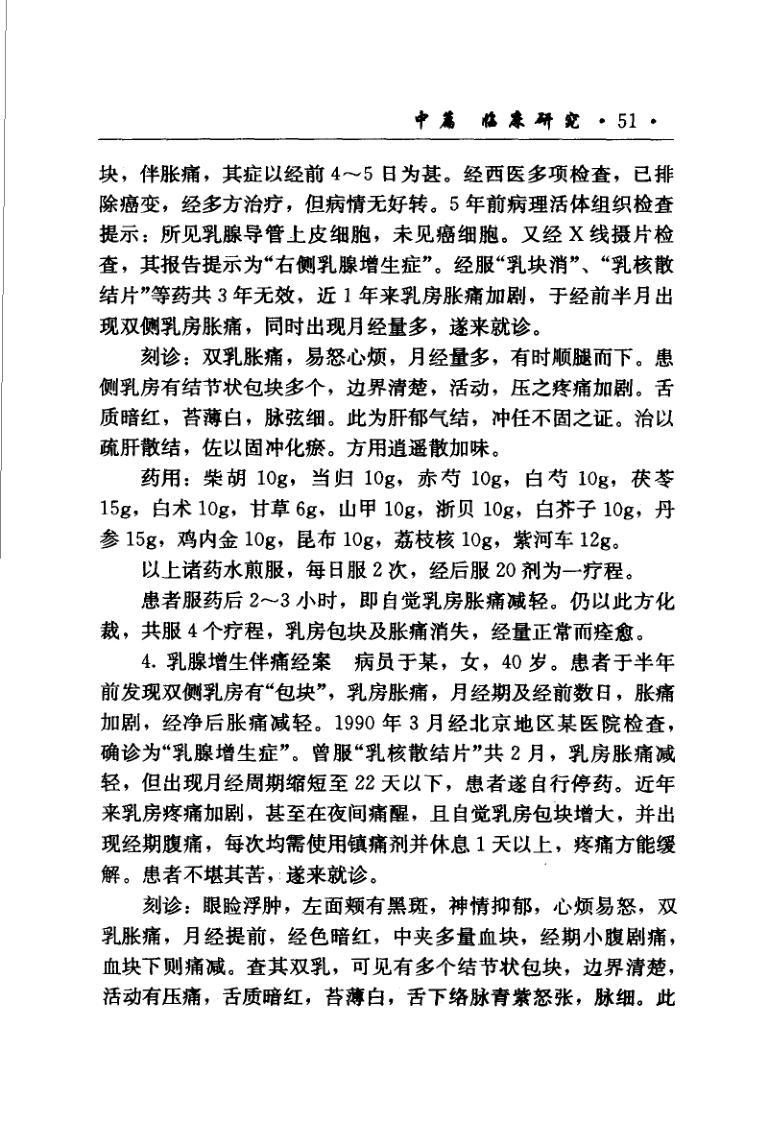 中篇 临床研究 · 51 ·
块，伴胀痛，其症以经前4～5日为甚。经西医多项检查，已排
除癌变，经多方治疗，但病情无好转。5年前病理活体组织检查
提示：所见乳腺导管上皮细胞，未见癌细胞。又经X线摄片检
查，其报告提示为“右侧乳腺增生症”。经服“乳块消”、“乳核散
结片”等药共3年无效，近1年来乳房胀痛加剧，于经前半月出
现双侧乳房胀痛，同时出现月经量多，遂来就诊。
刻诊：双乳胀痛，易怒心烦，月经量多，有时顺腿而下。患
侧乳房有结节状包块多个，边界清楚，活动，压之疼痛加剧。舌
质暗红，苔薄白，脉弦细。此为肝郁气结，冲任不固之证。治以
疏肝散结，佐以固冲化瘀。方用逍遥散加味。
药用：柴胡10g，当归10g，赤芍10g，白芍10g，茯苓
15g，白术10g，甘草6g，山甲10g，浙贝10g，白芥子10g，丹
参15g，鸡内金10g，昆布10g，荔枝核10g，紫河车12g。
以上诸药水煎服，每日服2次，经后服20剂为一疗程。
患者服药后2～3小时，即自觉乳房胀痛减轻。仍以此方化
裁，共服4个疗程，乳房包块及胀痛消失，经量正常而痊愈。
4. 乳腺增生伴痛经案 病员于某，女，40岁。患者于半年
前发现双侧乳房有“包块”，乳房胀痛，月经期及经前数日，胀痛
加剧，经净后胀痛减轻。1990年3月经北京地区某医院检查，
确诊为“乳腺增生症”。曾服“乳核散结片”共2月，乳房胀痛减
轻，但出现月经周期缩短至22天以下，患者遂自行停药。近年
来乳房疼痛加剧，甚至在夜间痛醒，且自觉乳房包块增大，并出
现经期腹痛，每次均需使用镇痛剂并休息1天以上，疼痛方能缓
解。患者不堪其苦，遂来就诊。
刻诊：眼睑浮肿，左面颊有黑斑，神情抑郁，心烦易怒，双
乳胀痛，月经提前，经色暗红，中夹多量血块，经期小腹剧痛，
血块下则痛减。查其双乳，可见有多个结节状包块，边界清楚，
活动有压痛，舌质暗红，苔薄白，舌下络脉青紫怒张，脉细。此